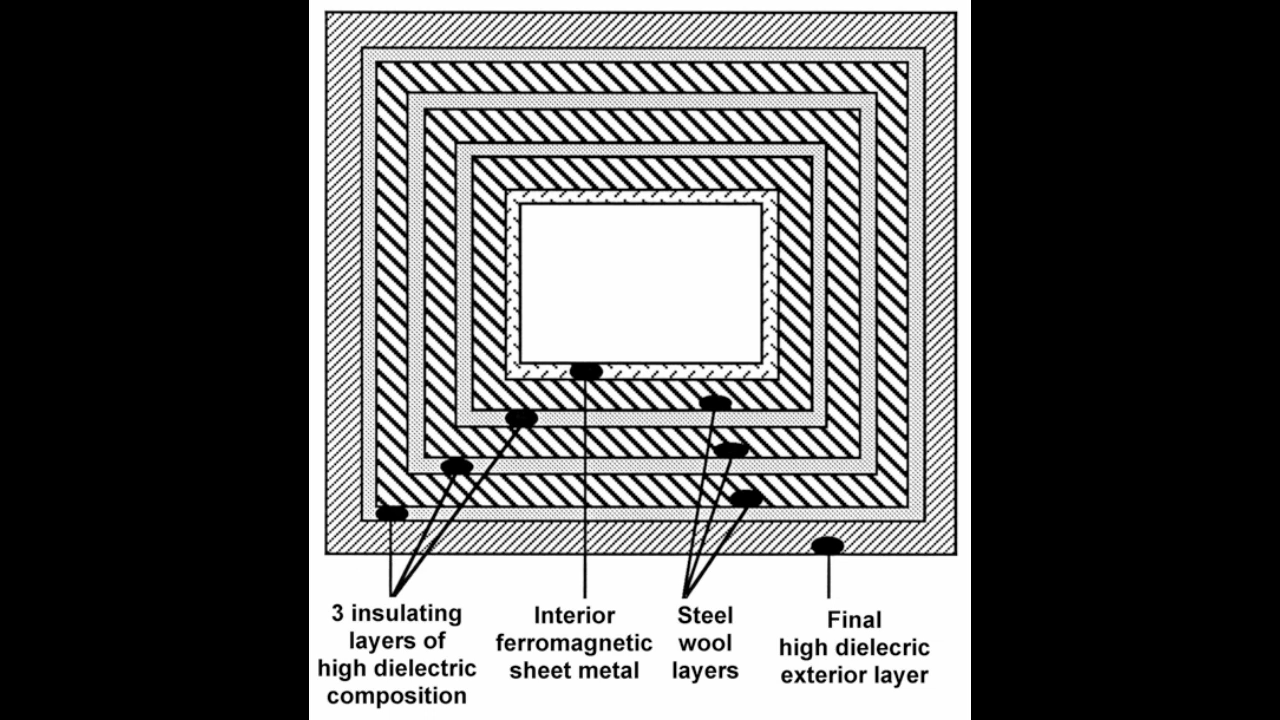 3 insulating
layers of
high dielectric
composition
Interior
ferromagnetic
sheet metal
Steel
wool
layers
Final
high dielecric
exterior layer